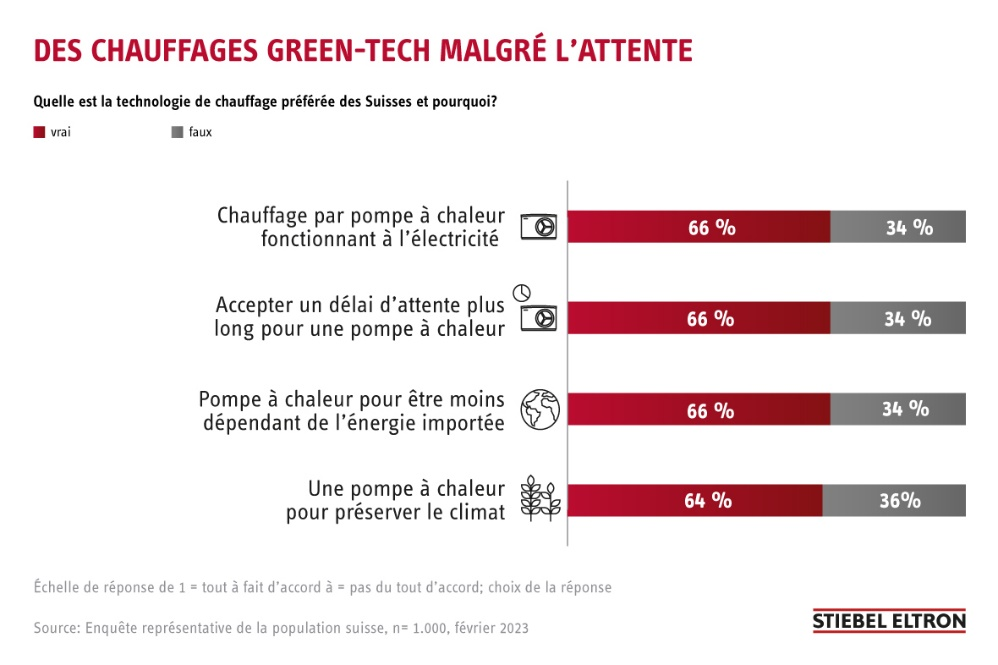 DES CHAUFFAGES GREEN-TECH MALGRÉ L'ATTENTE
Quelle est la technologie de chauffage préférée des Suisses et pourquoi?
vrai
faux
Chauffage par pompe à chaleur
fonctionnant à l'électricité
66 %
34 %
Accepter un délai d'attente plus
long pour une pompe à chaleur
66 %
34 %
Pompe à chaleur pour être moins
dépendant de l'énergie importée
66 %
34 %
Une pompe à chaleur
pour préserver le climat
64 %
36%
Échelle de réponse de 1 = tout à fait d'accord à = pas du tout d'accord; choix de la réponse
Source: Enquête représentative de la population suisse, n= 1.000, février 2023
STIEBEL ELTRON